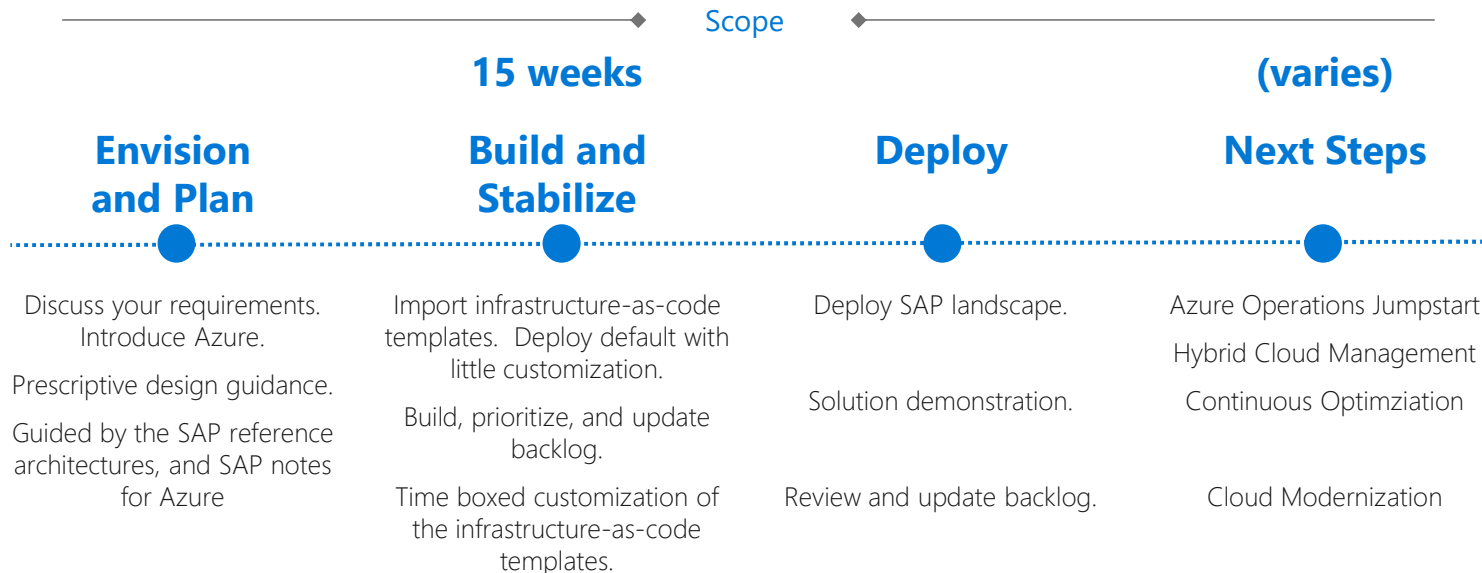 Scope
15 weeks
(varies)
Envision
and Plan
Build and
Stabilize
Deploy
Next Steps
Discuss your requirements.
Introduce Azure.
Prescriptive design guidance.
Guided by the SAP reference
architectures, and SAP notes
for Azure
Import infrastructure-as-code
templates.  Deploy default with
little customization.
Build, prioritize, and update
backlog.
Time boxed customization of
the infrastructure-as-code
templates.
Deploy SAP landscape.
Solution demonstration.
Review and update backlog.
Azure Operations Jumpstart
Hybrid Cloud Management
Continuous Optimziation
Cloud Modernization